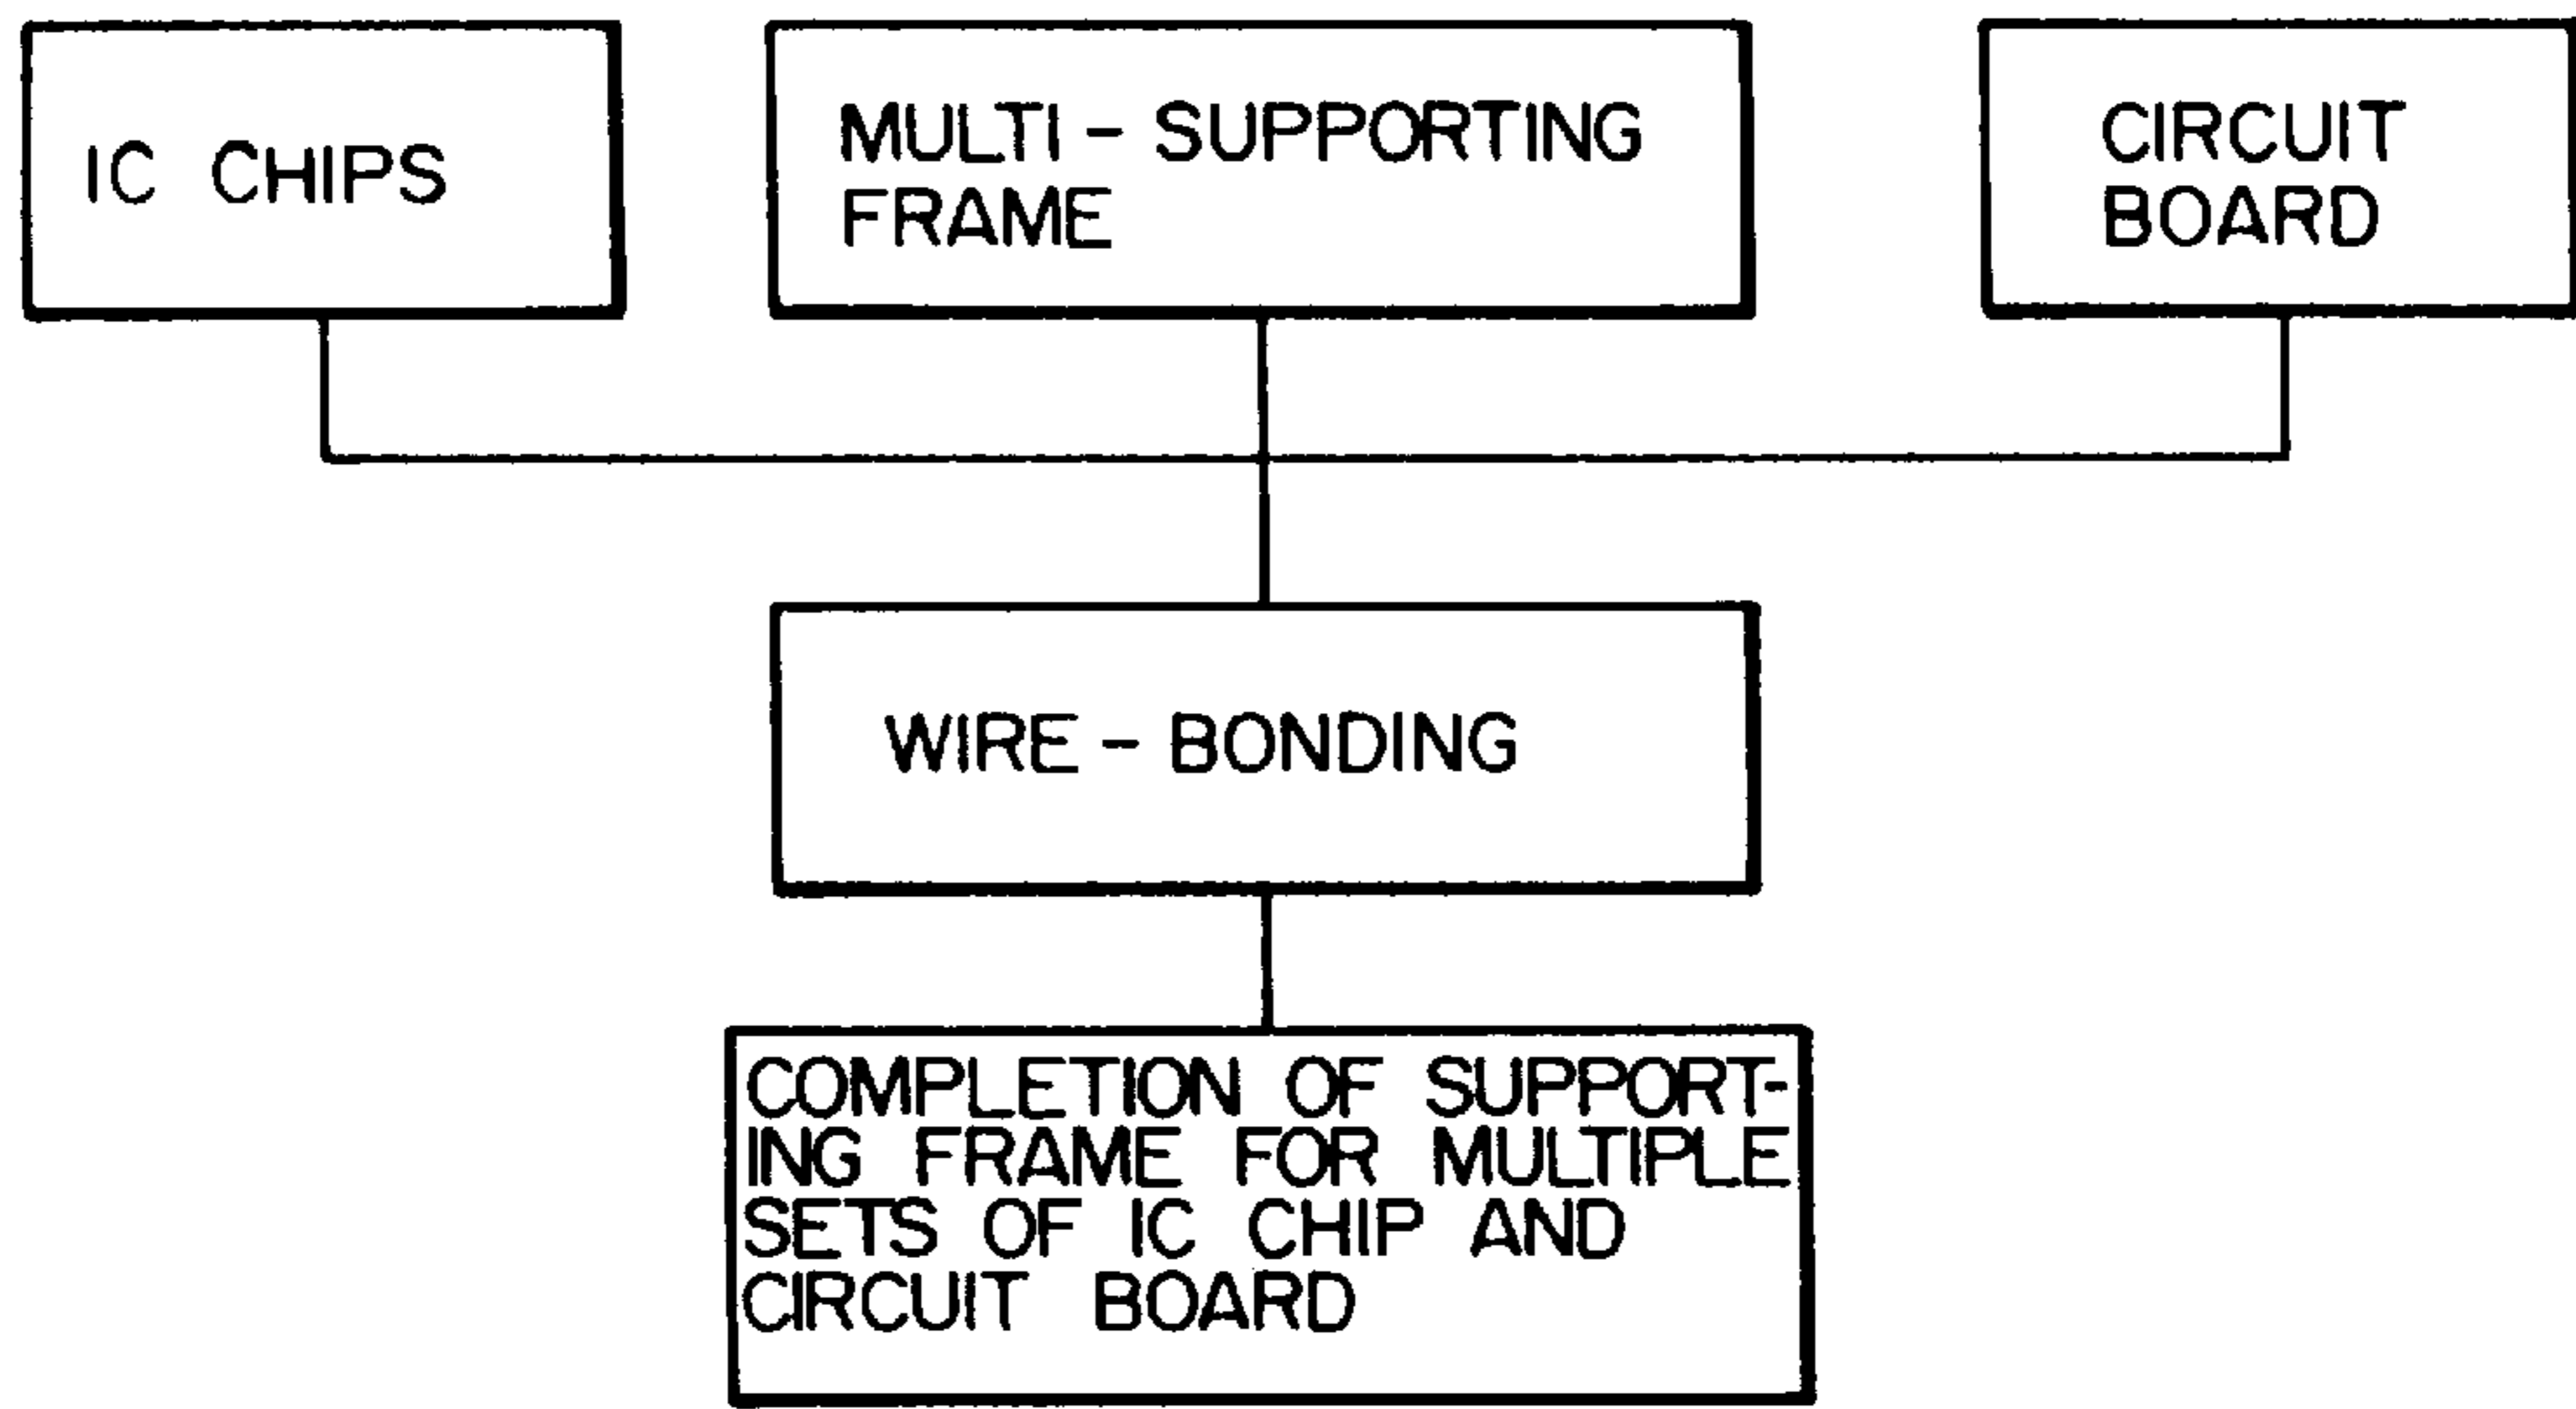 IC CHIPS
MULTI - SUPPORTING
FRAME
CIRCUIT
BOARD
WIRE - BONDING
COMPLETION OF SUPPORT-
ING FRAME FOR MULTIPLE
SETS OF IC CHIP AND
CIRCUIT BOARD